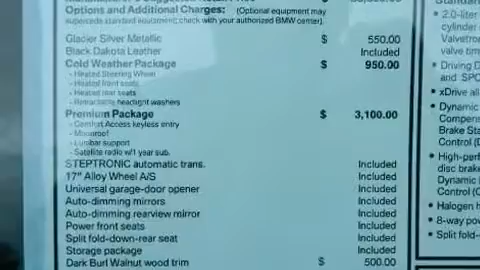 Options and Additional Charges: (Optional equipment may
supersede standard equipment; check with your authorized BMW center).
Glacier Silver Metallic $ 550.00
Black Dakota Leather Included
Cold Weather Package $ 950.00
- Heated Steering Wheel
- Heated front seats
- Heated rear seats
- Retractable headlight washers
Premium Package $ 3,100.00
- Comfort Access keyless entry
- Moonroof
- Lumbar support
- Satellite radio w/1 year sub.
STEPTRONIC automatic trans. Included
17" Alloy Wheel A/S Included
Universal garage-door opener Included
Auto-dimming mirrors Included
Auto-dimming rearview mirror Included
Power front seats Included
Split fold-down-rear seat Included
Storage package Included
Dark Burl Walnut wood trim $ 500.00
• 2.0-liter
cylinder
Valvetron
valve tim
• Driving D
and SPO
• xDrive all
• Dynamic
Compens
Brake Sta
Control (D
• High-perf
disc brake
Dynamic
Control (C
• Halogen h
• 8-way pow
• Split fold-